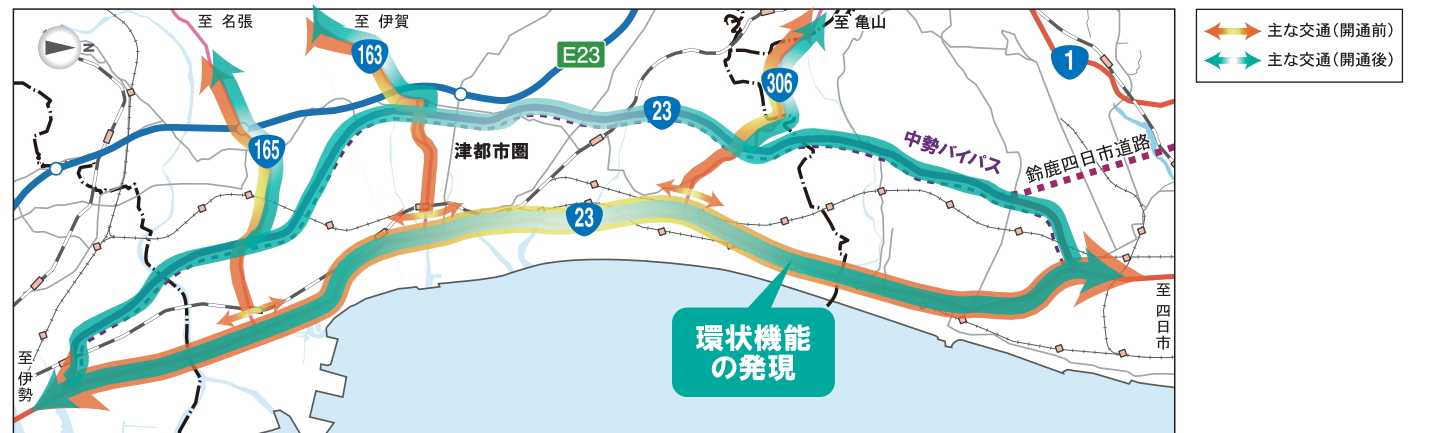 至 名張
至 伊賀
至 亀山
N
163
E23
306
1
165
23
津都市圏
中勢バイパス
鈴鹿四日市道路
23
環状機能
の発現
至 伊勢
至 四日市
主な交通(開通前)
主な交通(開通後)